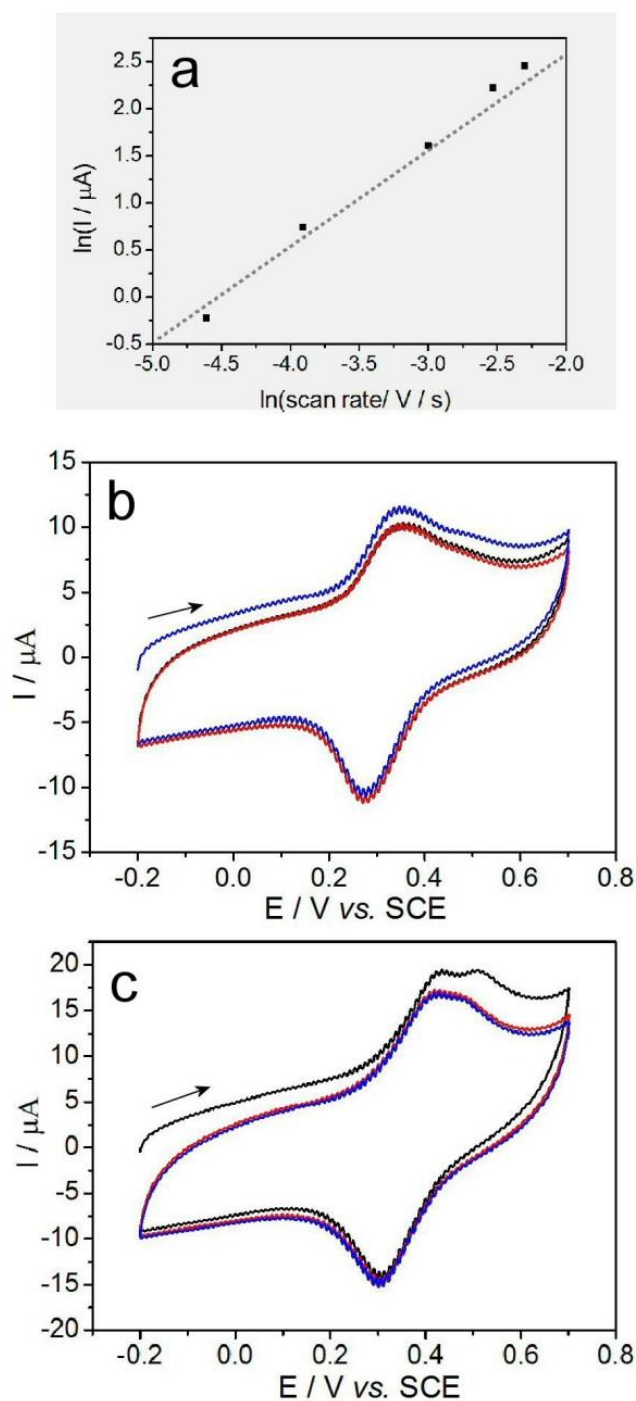 a
2.5
2.0
1.5
1.0
0.5
0.0
-0.5
ln(I / μA)
-5.0 -4.5 -4.0 -3.5 -3.0 -2.5 -2.0
ln(scan rate/ V / s)
b
15
10
5
0
-5
-10
-15
I / μA
-0.2 0.0 0.2 0.4 0.6 0.8
E / V vs. SCE
c
20
15
10
5
0
-5
-10
-15
-20
I / μA
-0.2 0.0 0.2 0.4 0.6 0.8
E / V vs. SCE